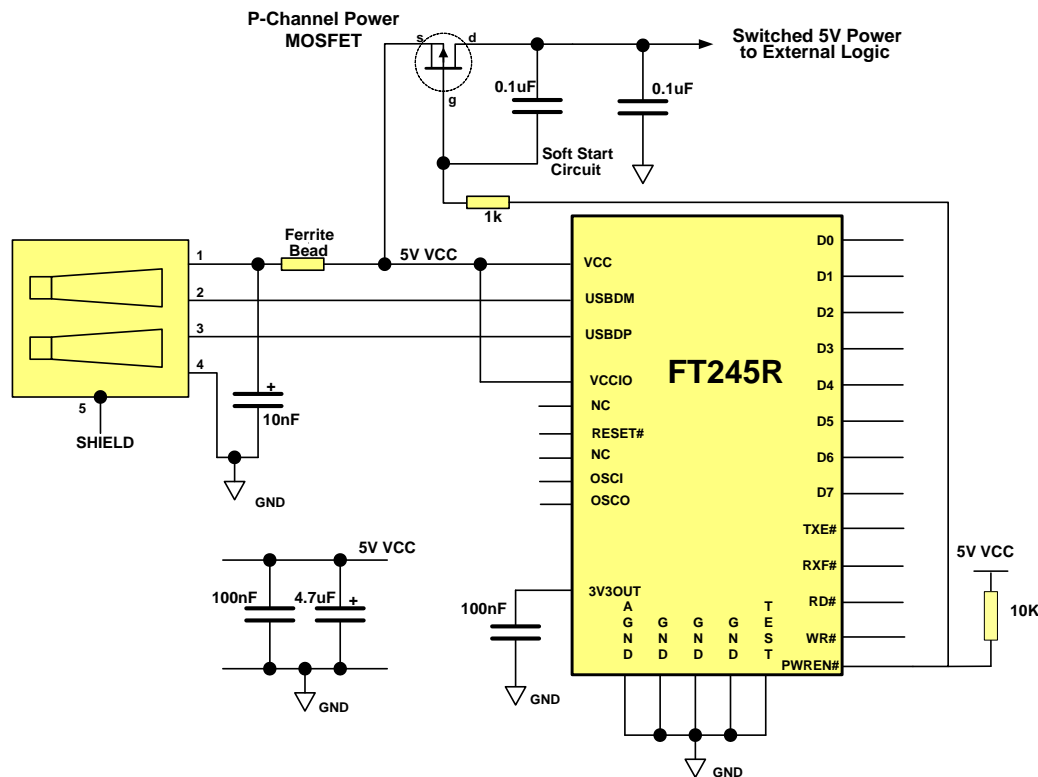 P-Channel Power
MOSFET
s
d
g
Switched 5V Power
to External Logic
0.1uF
0.1uF
Soft Start
Circuit
1k
Ferrite
Bead
5V VCC
1
2
3
4
5
SHIELD
+
10nF
GND
VCC
USBDM
USBDP
VCCIO
NC
RESET#
NC
OSCI
OSCO
3V3OUT
FT245R
D0
D1
D2
D3
D4
D5
D6
D7
TXE#
RXF#
RD#
WR#
PWREN#
AGND
GND
GND
GND
TEST
5V VCC
10K
5V VCC
100nF
4.7uF
+
GND
100nF
GND
GND